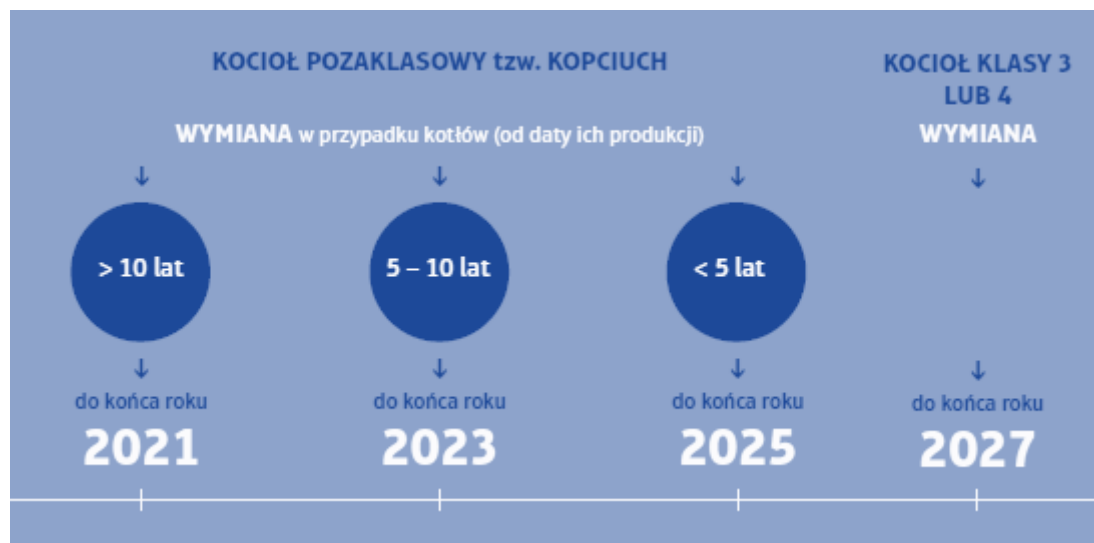 KOCIOŁ POZAKLASOWY tzw. KOPCIUCH
WYMIANA w przypadku kotłów (od daty ich produkcji)
↓
> 10 lat
↓
do końca roku
2021
↓
5 – 10 lat
↓
do końca roku
2023
↓
< 5 lat
↓
do końca roku
2025
KOCIOŁ KLASY 3
LUB 4
WYMIANA
↓
↓
do końca roku
2027